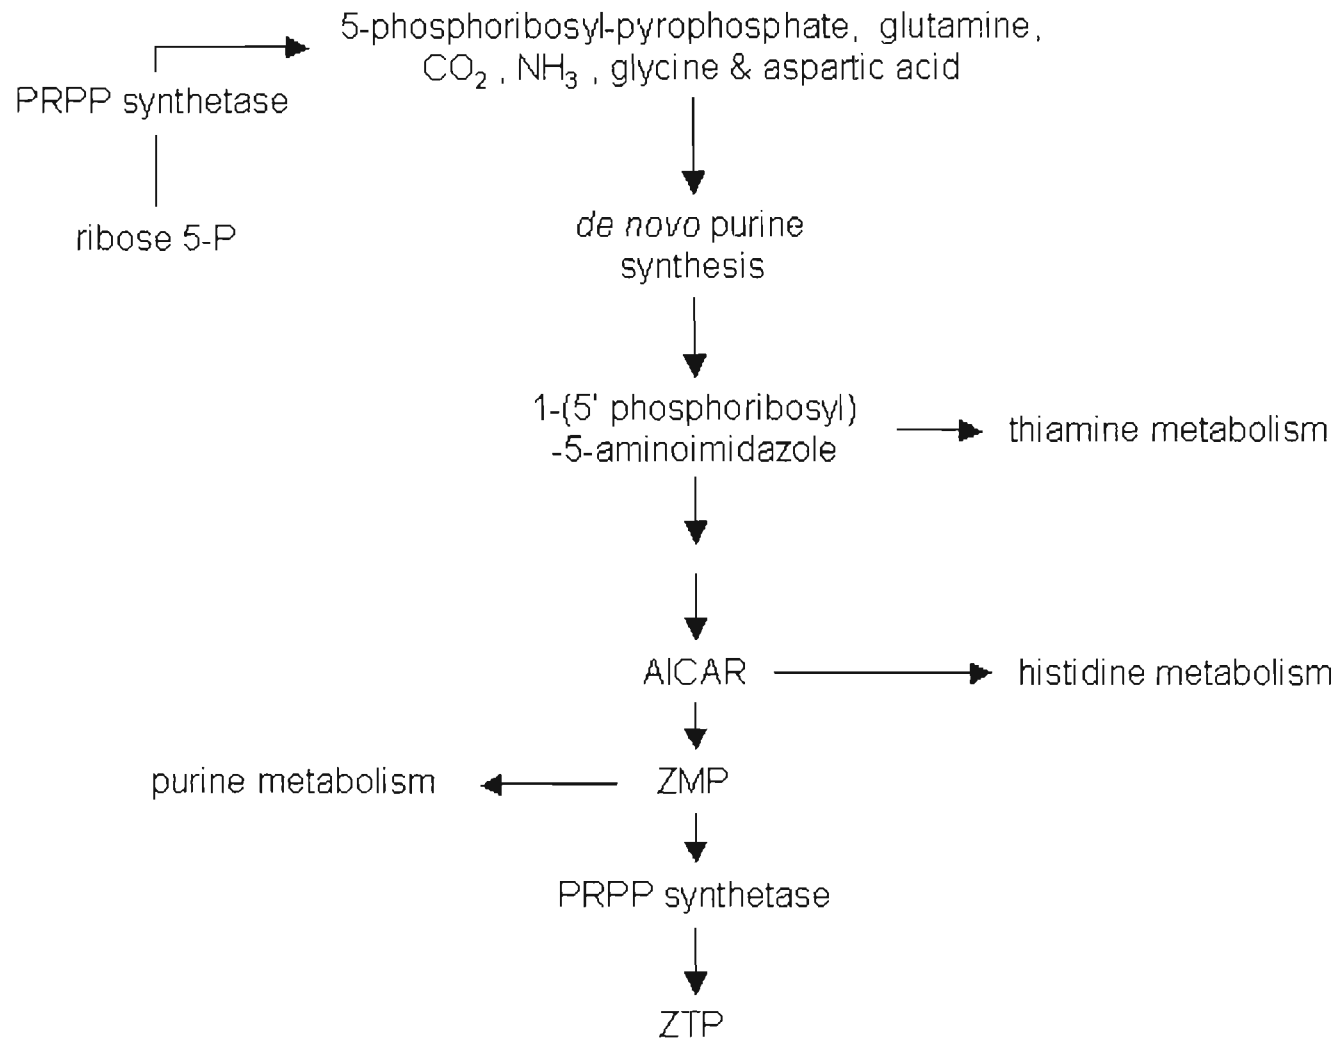 5-phosphoribosyl-pyrophosphate, glutamine,
CO₂ , NH₃ , glycine & aspartic acid
PRPP synthetase
ribose 5-P
de novo purine
synthesis
1-(5' phosphoribosyl)
-5-aminoimidazole
thiamine metabolism
AICAR
histidine metabolism
purine metabolism
ZMP
PRPP synthetase
ZTP